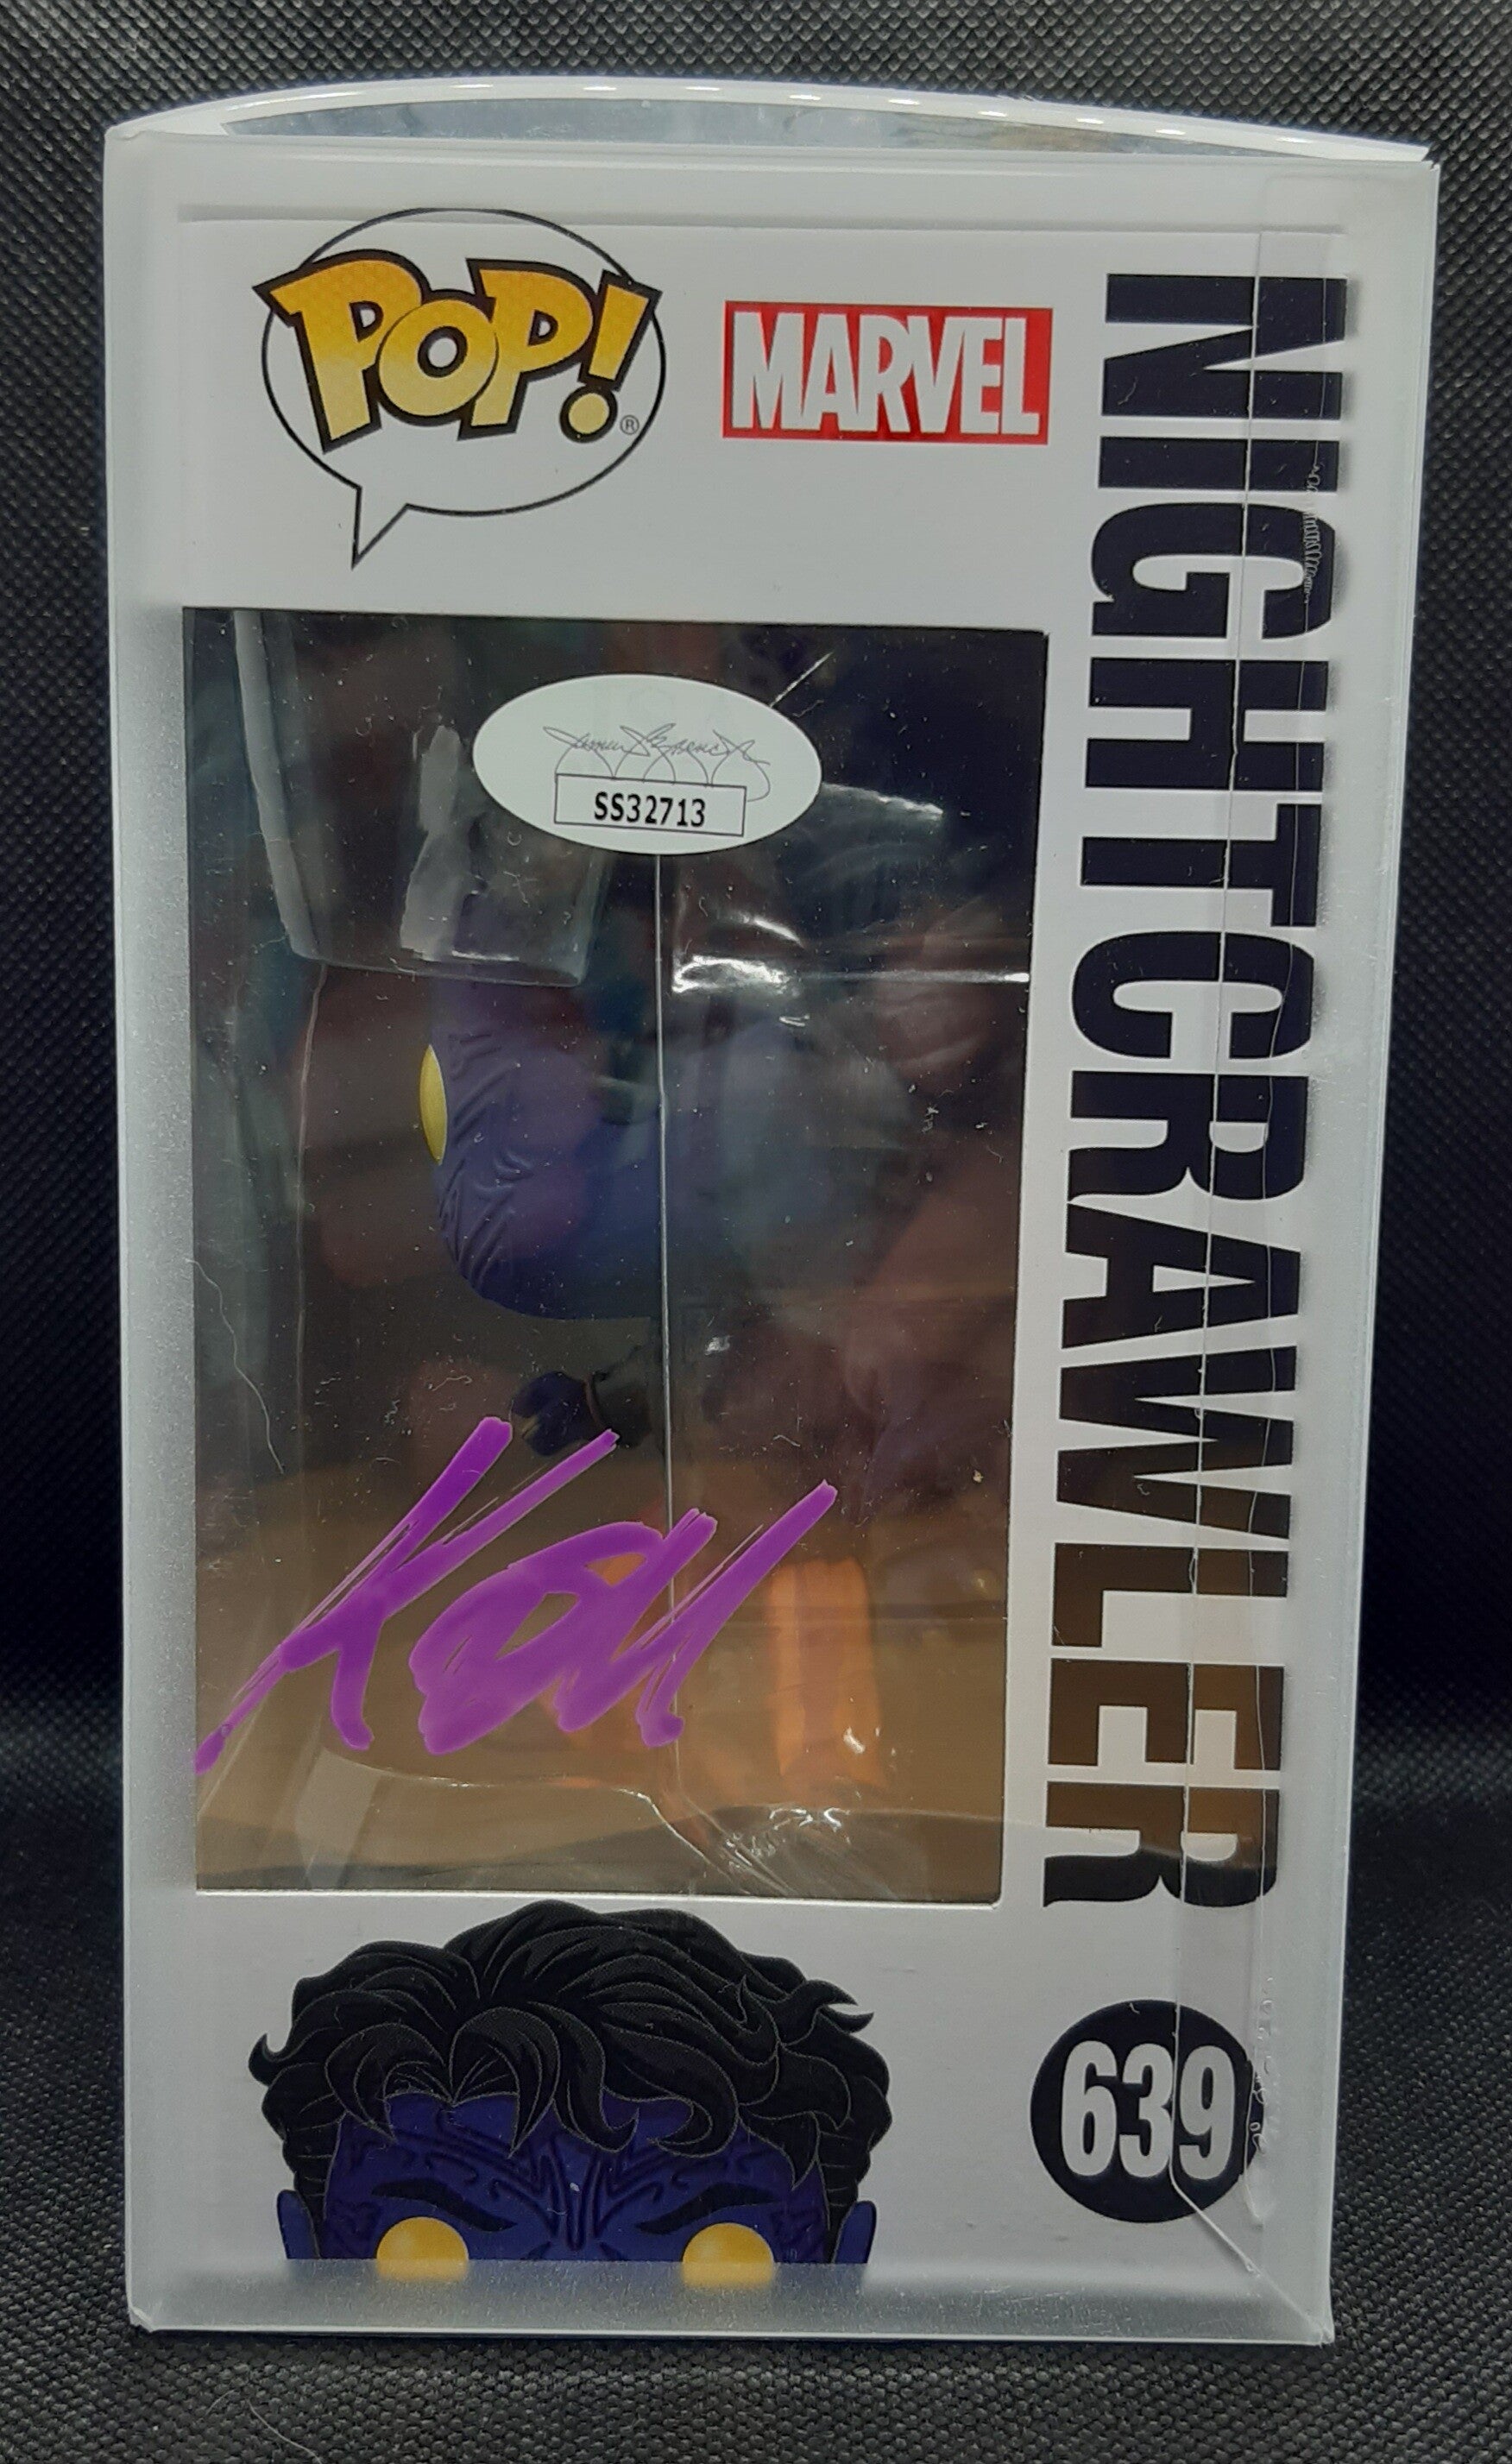 POP!®
MARVEL
NIGHTCRAWLER
SS32713
639